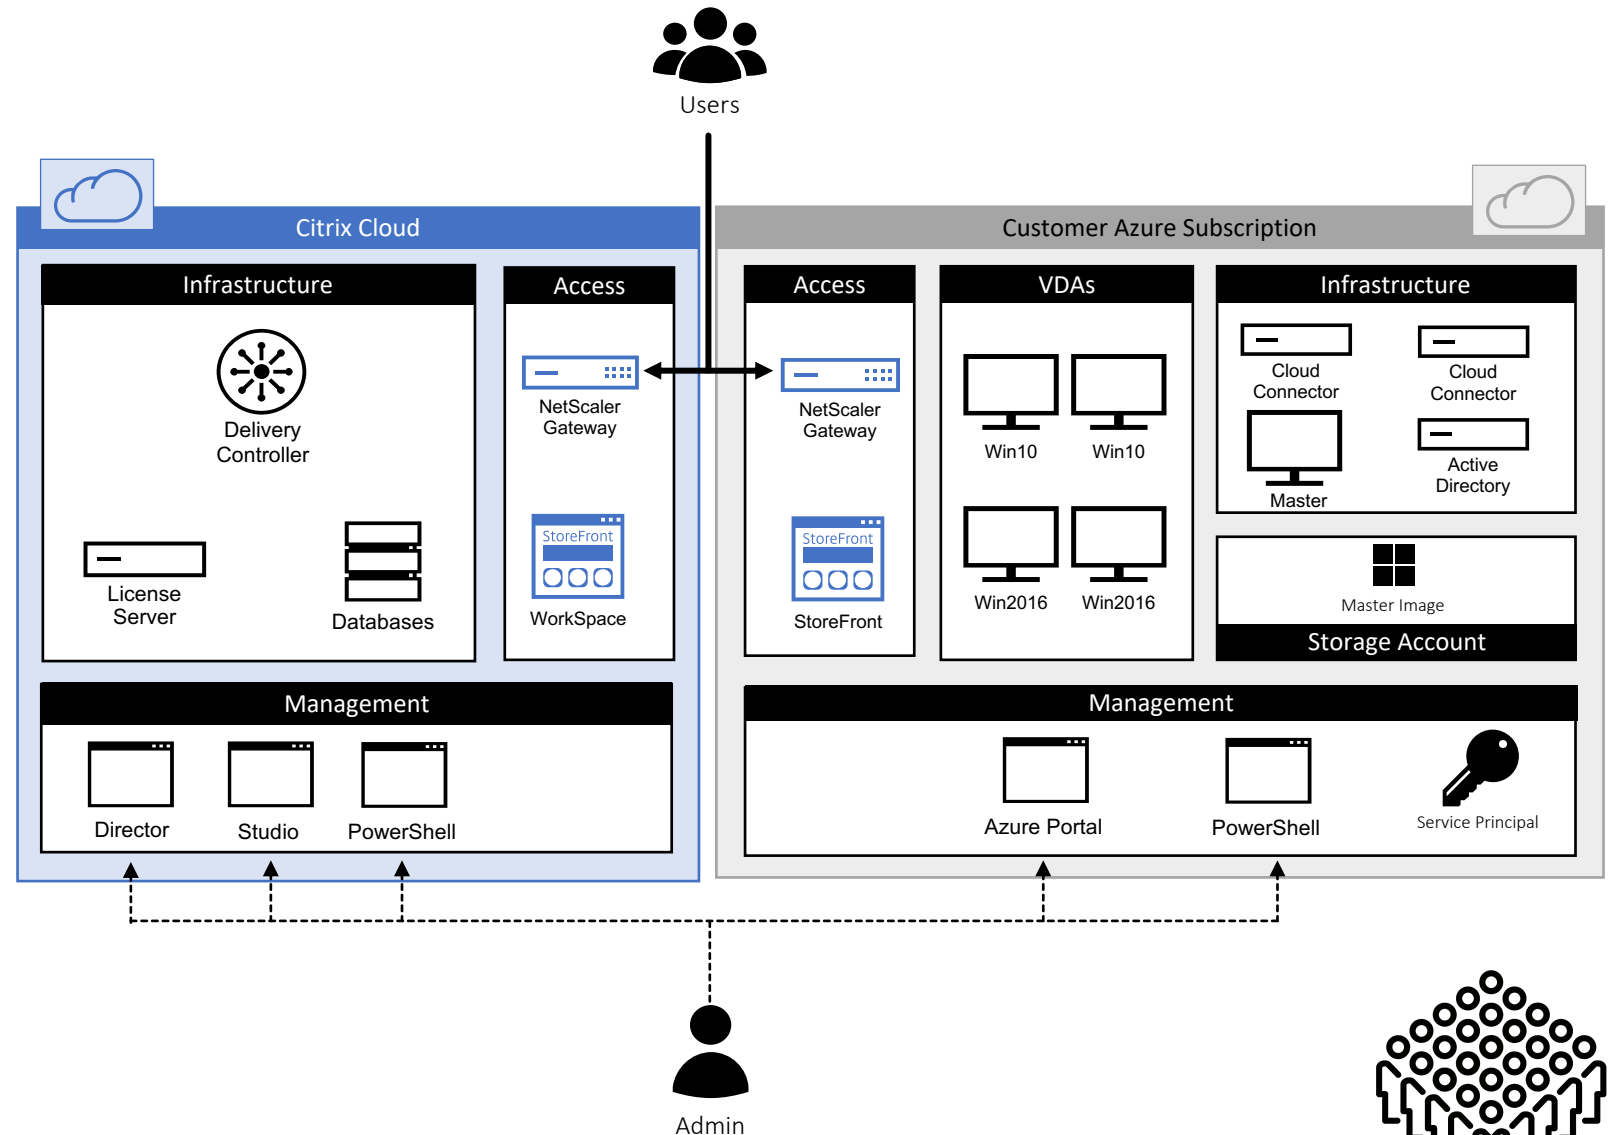 Users
Citrix Cloud
Infrastructure
Delivery
Controller
License
Server
Databases
Access
NetScaler
Gateway
StoreFront
WorkSpace
Management
Director
Studio
PowerShell
Customer Azure Subscription
Access
NetScaler
Gateway
StoreFront
StoreFront
VDAs
Win10
Win10
Win2016
Win2016
Infrastructure
Cloud
Connector
Cloud
Connector
Master
Active
Directory
Master Image
Storage Account
Management
Azure Portal
PowerShell
Service Principal
Admin